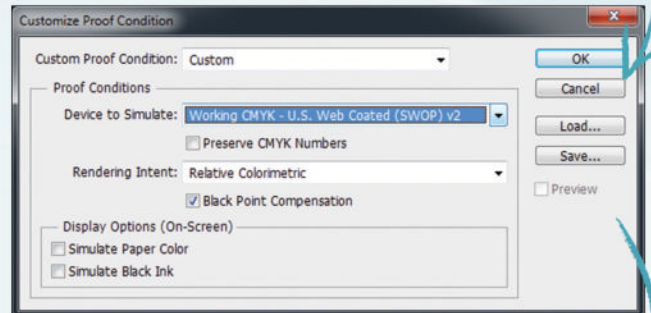 Customize Proof Condition
Custom Proof Condition: Custom
OK
Proof Conditions
Cancel
Device to Simulate: Working CMYK - U.S. Web Coated (SWOP) v2
Load...
Preserve CMYK Numbers
Save...
Rendering Intent: Relative Colorimetric
Preview
Black Point Compensation
Display Options (On-Screen)
Simulate Paper Color
Simulate Black Ink